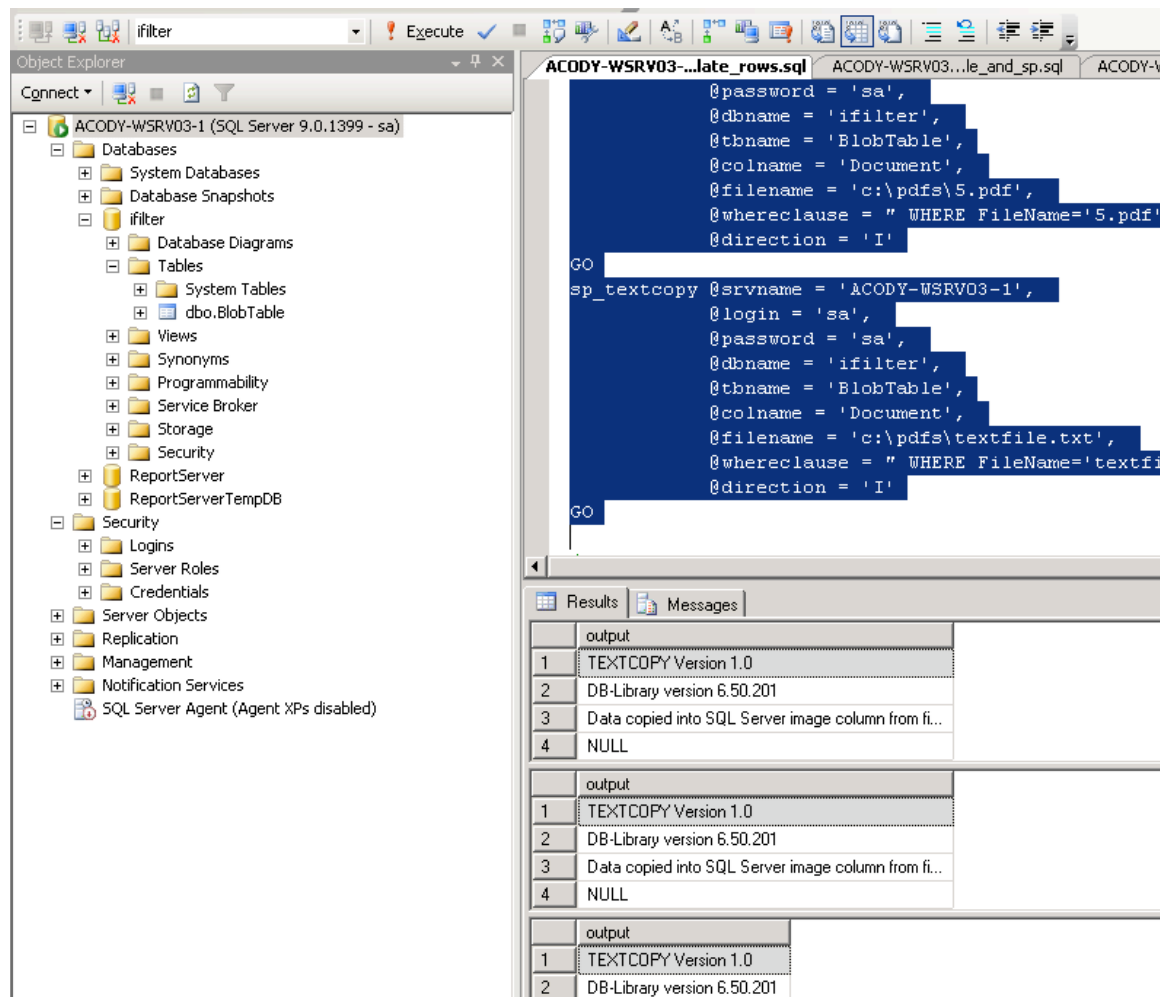 ifilter
Execute
Object Explorer
Connect
ACODY-WSRV03-1 (SQL Server 9.0.1399 - sa)
Databases
System Databases
Database Snapshots
ifilter
Database Diagrams
Tables
System Tables
dbo.BlobTable
Views
Synonyms
Programmability
Service Broker
Storage
Security
ReportServer
ReportServerTempDB
Security
Logins
Server Roles
Credentials
Server Objects
Replication
Management
Notification Services
SQL Server Agent (Agent XPs disabled)
ACODY-WSRV03-...late_rows.sql
ACODY-WSRV03...le_and_sp.sql
ACODY-W
@password = 'sa',
@dbname = 'ifilter',
@tbname = 'BlobTable',
@colname = 'Document',
@filename = 'c:\pdfs\5.pdf',
@whereclause = " WHERE FileName='5.pdf'
@direction = 'I'
GO
sp_textcopy @srvname = 'ACODY-WSRV03-1',
@login = 'sa',
@password = 'sa',
@dbname = 'ifilter',
@tbname = 'BlobTable',
@colname = 'Document',
@filename = 'c:\pdfs\textfile.txt',
@whereclause = " WHERE FileName='textfi
@direction = 'I'
GO
Results
Messages
output
1 TEXTCOPY Version 1.0
2 DB-Library version 6.50.201
3 Data copied into SQL Server image column from fi...
4 NULL
output
1 TEXTCOPY Version 1.0
2 DB-Library version 6.50.201
3 Data copied into SQL Server image column from fi...
4 NULL
output
1 TEXTCOPY Version 1.0
2 DB-Library version 6.50.201